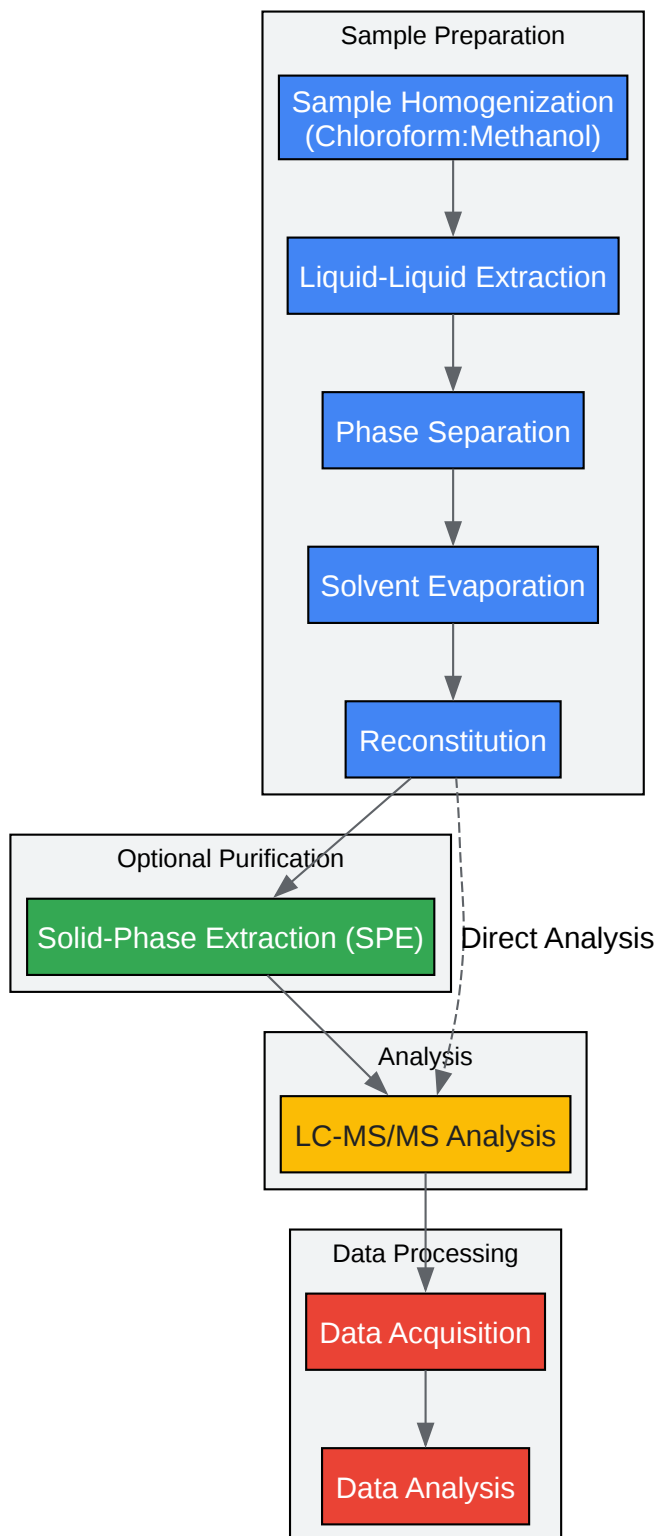 Sample Preparation
Sample Homogenization
(Chloroform:Methanol)
Liquid-Liquid Extraction
Phase Separation
Solvent Evaporation
Reconstitution
Optional Purification
Solid-Phase Extraction (SPE)
Direct Analysis
Analysis
LC-MS/MS Analysis
Data Processing
Data Acquisition
Data Analysis